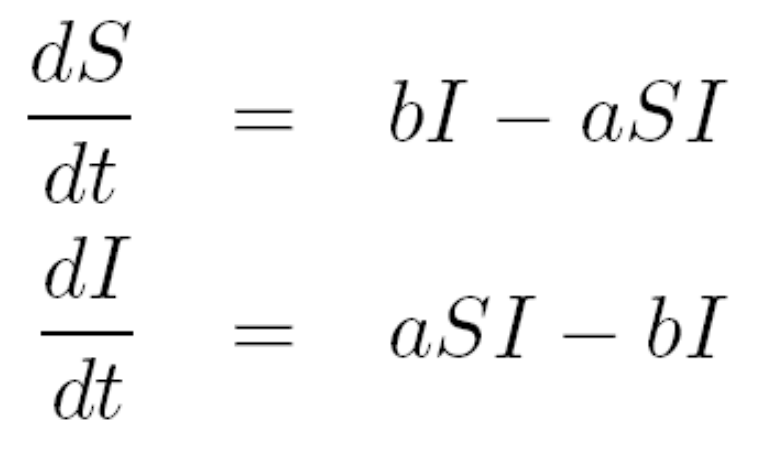 dS/dt = bI − aSI
dI/dt = aSI − bI